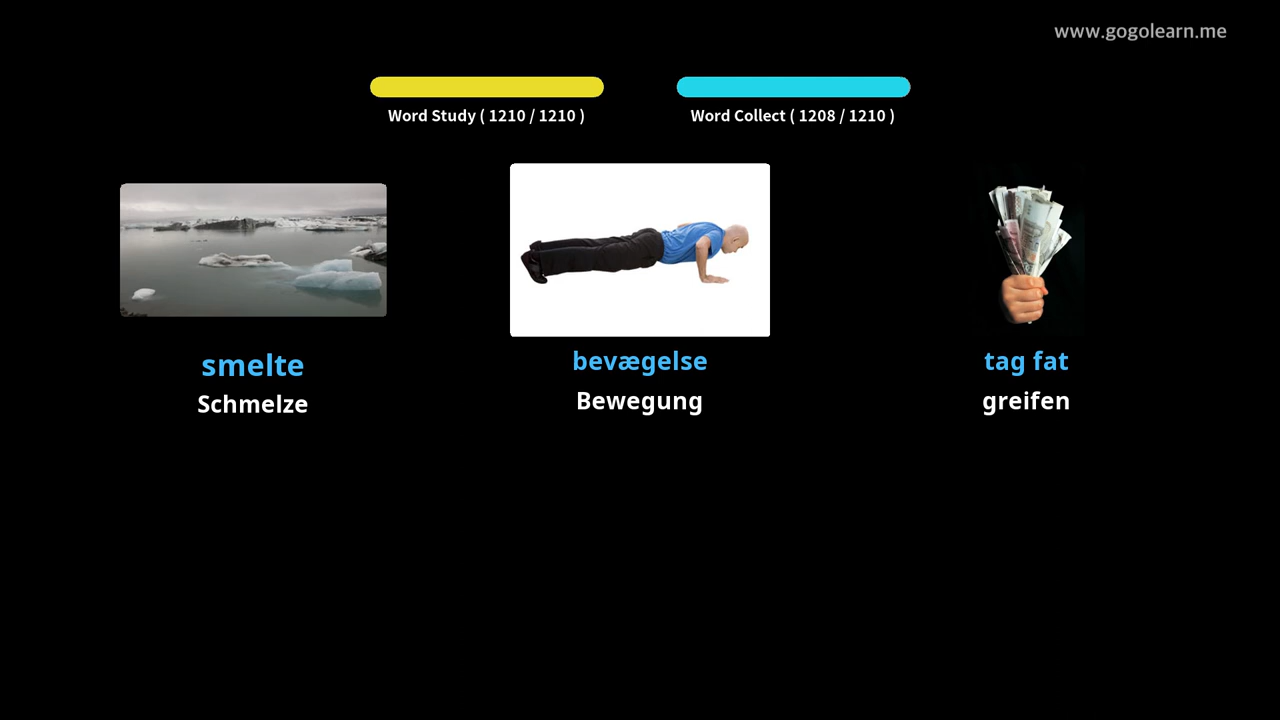 www.gogolearn.me
Word Study ( 1210 / 1210 )
Word Collect ( 1208 / 1210 )
smelte
Schmelze
bevægelse
Bewegung
tag fat
greifen